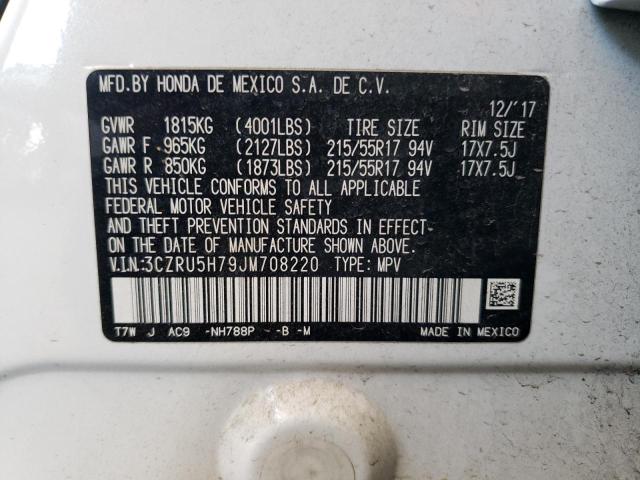 MFD.BY HONDA DE MEXICO S.A. DE C.V.
12/'17
GVWR 1815KG (4001LBS) TIRE SIZE RIM SIZE
GAWR F 965KG (2127LBS) 215/55R17 94V 17X7.5J
GAWR R 850KG (1873LBS) 215/55R17 94V 17X7.5J
THIS VEHICLE CONFORMS TO ALL APPLICABLE
FEDERAL MOTOR VEHICLE SAFETY
AND THEFT PREVENTION STANDARDS IN EFFECT
ON THE DATE OF MANUFACTURE SHOWN ABOVE.
V.I.N.:3CZRU5H79JM708220 TYPE: MPV
T7W J AC9 -NH788P -B -M MADE IN MEXICO